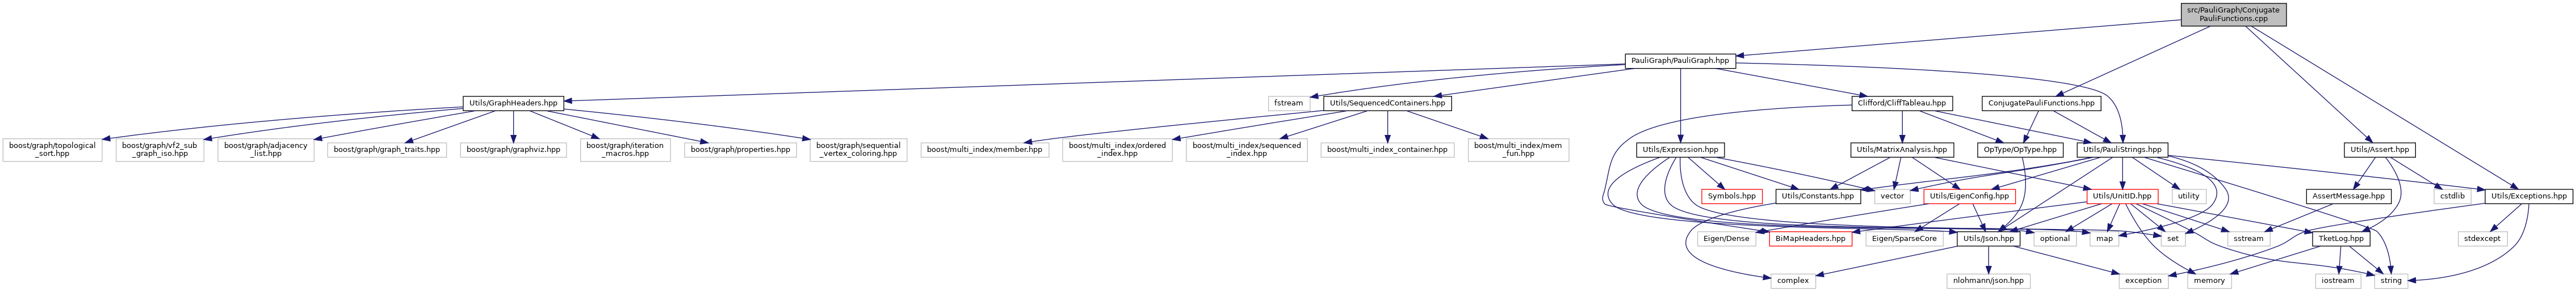 src/PauliGraph/Conjugate
PauliFunctions.cpp
PauliGraph/PauliGraph.hpp
Utils/GraphHeaders.hpp
fstream
Utils/SequencedContainers.hpp
Clifford/CliffTableau.hpp
ConjugatePauliFunctions.hpp
boost/graph/topological
_sort.hpp
boost/graph/vf2_sub
_graph_iso.hpp
boost/graph/adjacency
_list.hpp
boost/graph/graph_traits.hpp
boost/graph/graphviz.hpp
boost/graph/iteration
_macros.hpp
boost/graph/properties.hpp
boost/graph/sequential
_vertex_coloring.hpp
boost/multi_index/member.hpp
boost/multi_index/ordered
_index.hpp
boost/multi_index/sequenced
_index.hpp
boost/multi_index_container.hpp
boost/multi_index/mem
_fun.hpp
Utils/Expression.hpp
Utils/MatrixAnalysis.hpp
OpType/OpType.hpp
Utils/PauliStrings.hpp
Utils/Assert.hpp
Symbols.hpp
Utils/Constants.hpp
vector
Utils/EigenConfig.hpp
Utils/UnitID.hpp
utility
AssertMessage.hpp
cstdlib
Utils/Exceptions.hpp
Eigen/Dense
BiMapHeaders.hpp
Eigen/SparseCore
Utils/Json.hpp
optional
map
set
sstream
TketLog.hpp
stdexcept
complex
nlohmann/json.hpp
exception
memory
iostream
string